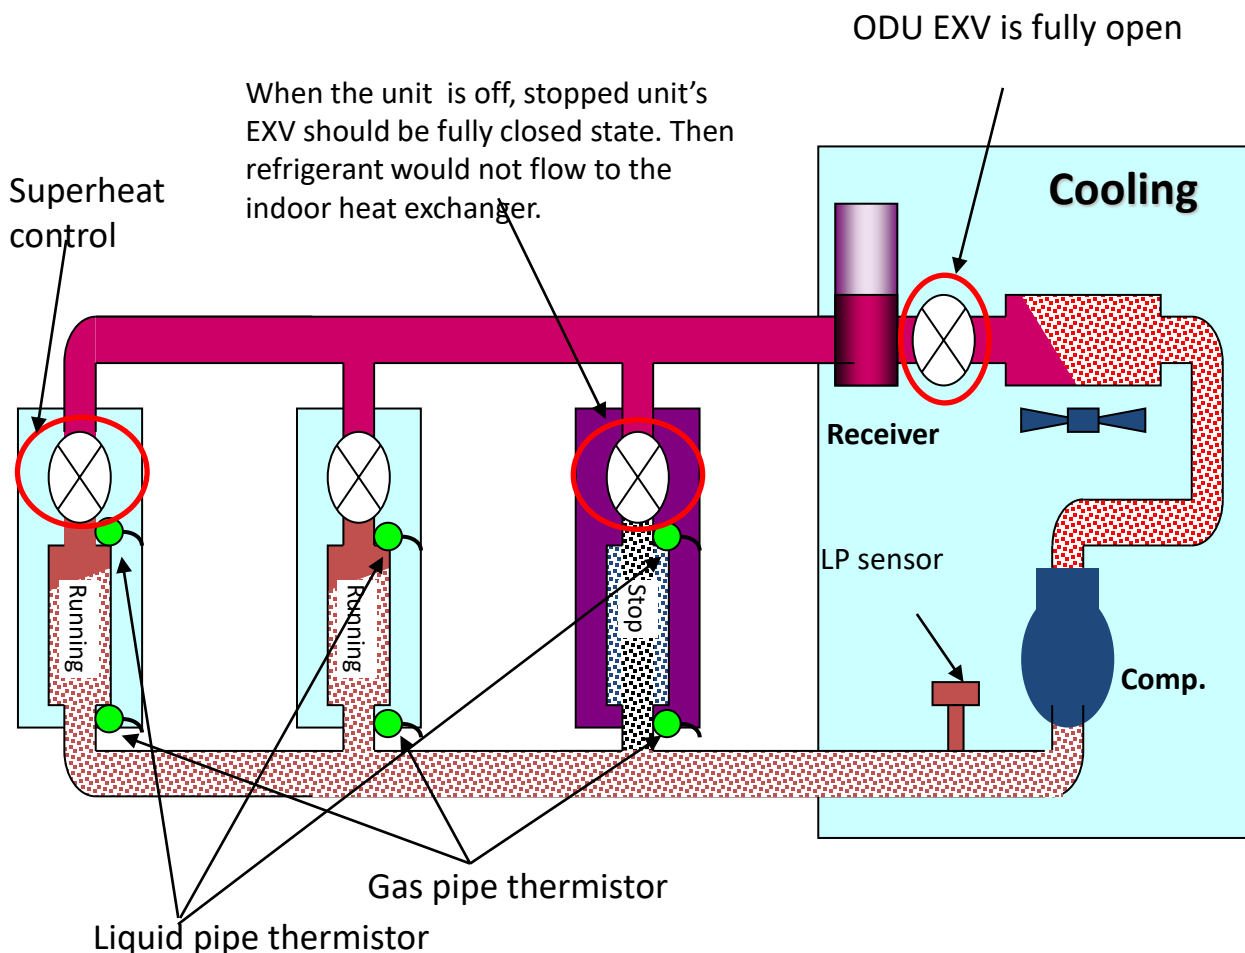 ODU EXV is fully open
When the unit  is off, stopped unit’s
EXV should be fully closed state. Then
refrigerant would not flow to the
indoor heat exchanger.
Superheat
control
Cooling
Receiver
LP sensor
Comp.
Running
Running
Stop
Gas pipe thermistor
Liquid pipe thermistor